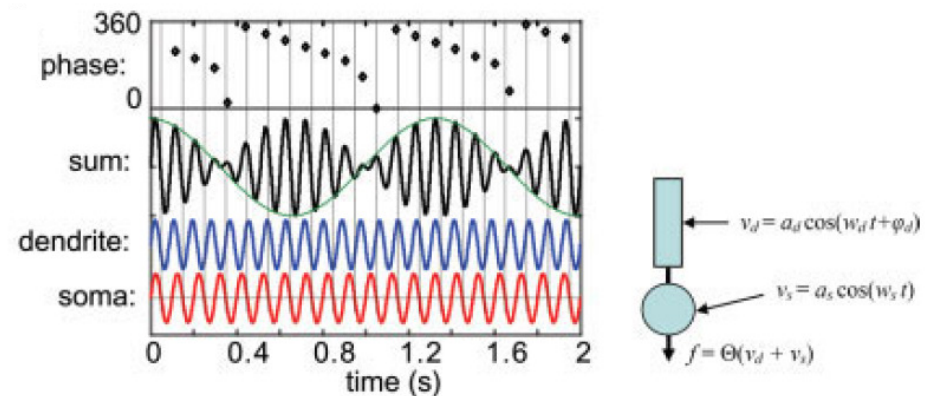 360
phase:
0
sum:
dendrite:
soma:
0 0.4 0.8 1.2 1.6 2
time (s)
v_d = a_d cos(w_d t+φ_d)
v_s = a_s cos(w_s t)
f = Θ(v_d + v_s)